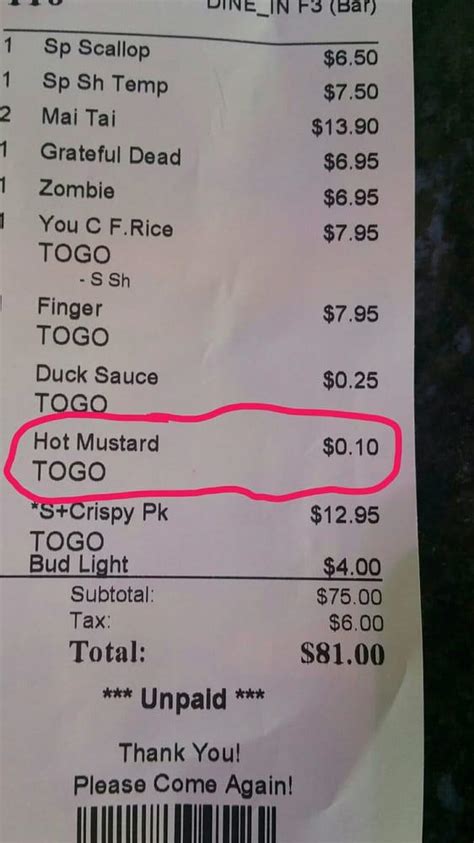 DINE_IN F3 (Bar)
1 Sp Scallop $6.50
1 Sp Sh Temp $7.50
2 Mai Tai $13.90
1 Grateful Dead $6.95
1 Zombie $6.95
1 You C F.Rice $7.95
TOGO
- S Sh
Finger $7.95
TOGO
Duck Sauce $0.25
TOGO
Hot Mustard $0.10
TOGO
*S+Crispy Pk $12.95
TOGO
Bud Light $4.00
Subtotal: $75.00
Tax: $6.00
Total: $81.00
*** Unpaid ***
Thank You!
Please Come Again!